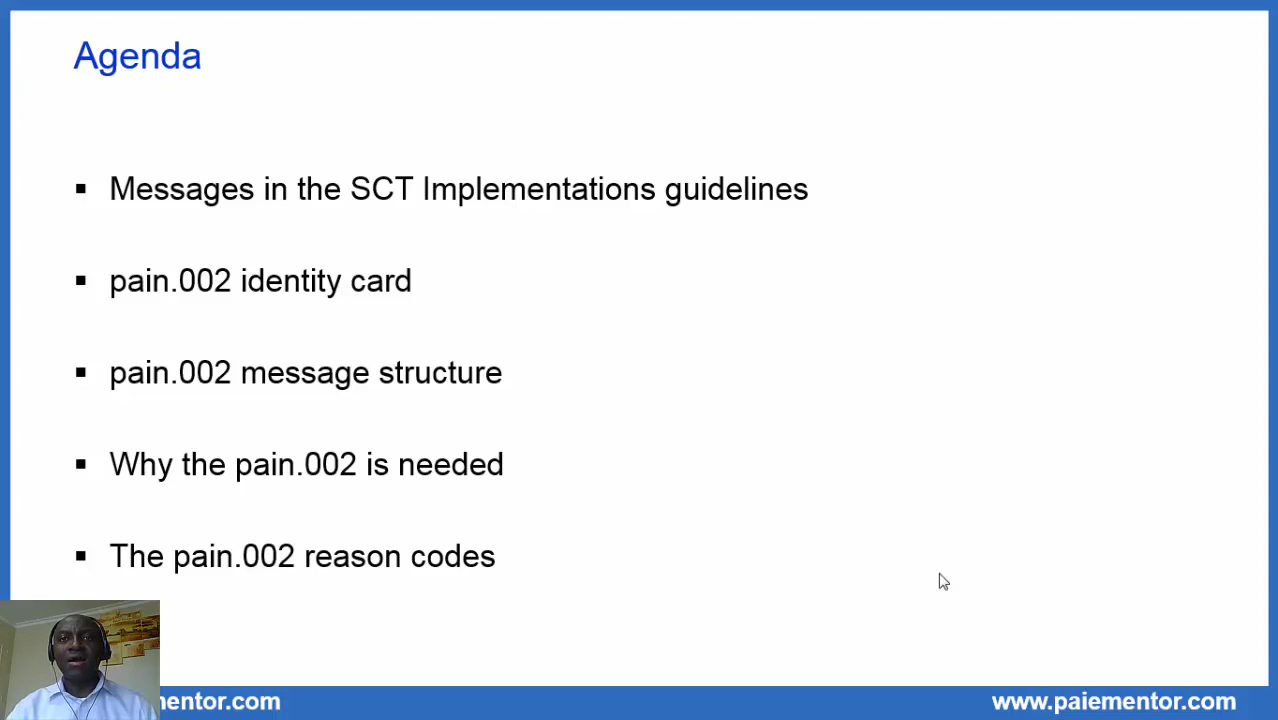 Agenda
▪ Messages in the SCT Implementations guidelines
▪ pain.002 identity card
▪ pain.002 message structure
▪ Why the pain.002 is needed
▪ The pain.002 reason codes
mentor.com
www.paiementor.com